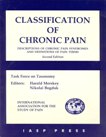 CLASSIFICATION
OF
CHRONIC PAIN
DESCRIPTIONS OF CHRONIC PAIN SYNDROMES
AND DEFINITIONS OF PAIN TERMS
Second Edition
Task Force on Taxonomy
Editors: Harold Merskey
Nikolai Bogduk
INTERNATIONAL
ASSOCIATION FOR THE
STUDY OF PAIN
IASP PRESS